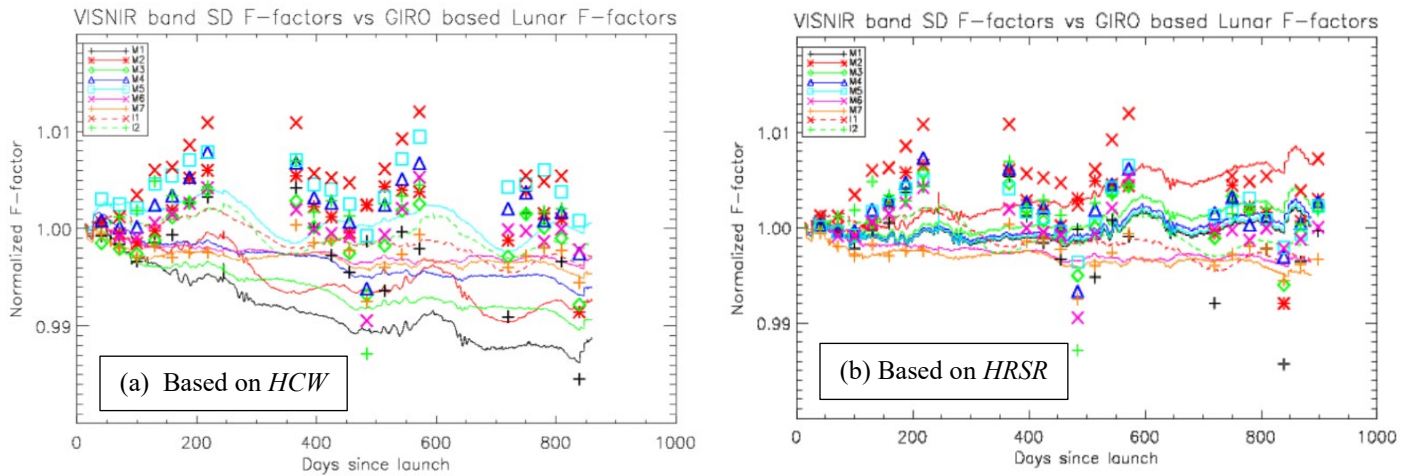 VISNIR band SD F-factors vs GIRO based Lunar F-factors
1.01
1.00
0.99
Normalized F-factor
M1
M2
M3
M4
M5
M6
M7
I1
I2
(a) Based on HCW
0 200 400 600 800 1000
Days since launch
VISNIR band SD F-factors vs GIRO based Lunar F-factors
1.01
1.00
0.99
Normalized F-factor
M1
M2
M3
M4
M5
M6
M7
I1
I2
(b) Based on HRSR
0 200 400 600 800 1000
Days since launch